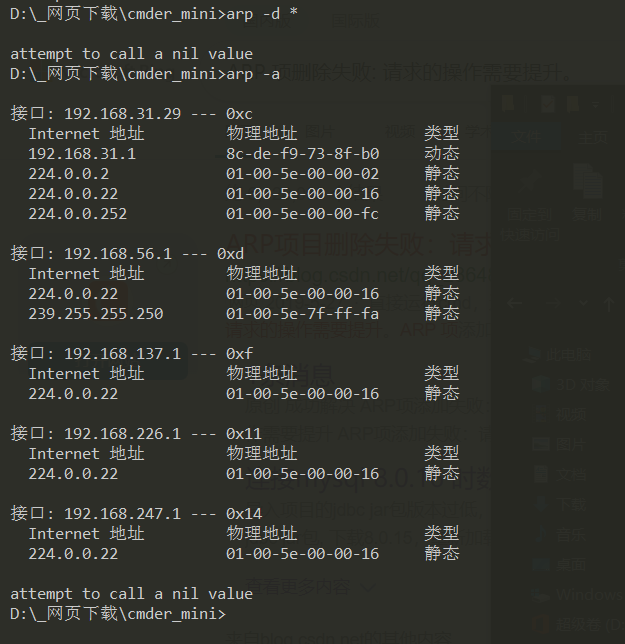 D:\_网页下载\cmder_mini>arp -d *
attempt to call a nil value
D:\_网页下载\cmder_mini>arp -a
接口: 192.168.31.29 --- 0xc
Internet 地址 物理地址 类型
192.168.31.1 8c-de-f9-73-8f-b0 动态
224.0.0.2 01-00-5e-00-00-02 静态
224.0.0.22 01-00-5e-00-00-16 静态
224.0.0.252 01-00-5e-00-00-fc 静态
接口: 192.168.56.1 --- 0xd
Internet 地址 物理地址 类型
224.0.0.22 01-00-5e-00-00-16 静态
239.255.255.250 01-00-5e-7f-ff-fa 静态
接口: 192.168.137.1 --- 0xf
Internet 地址 物理地址 类型
224.0.0.22 01-00-5e-00-00-16 静态
接口: 192.168.226.1 --- 0x11
Internet 地址 物理地址 类型
224.0.0.22 01-00-5e-00-00-16 静态
接口: 192.168.247.1 --- 0x14
Internet 地址 物理地址 类型
224.0.0.22 01-00-5e-00-00-16 静态
attempt to call a nil value
D:\_网页下载\cmder_mini>